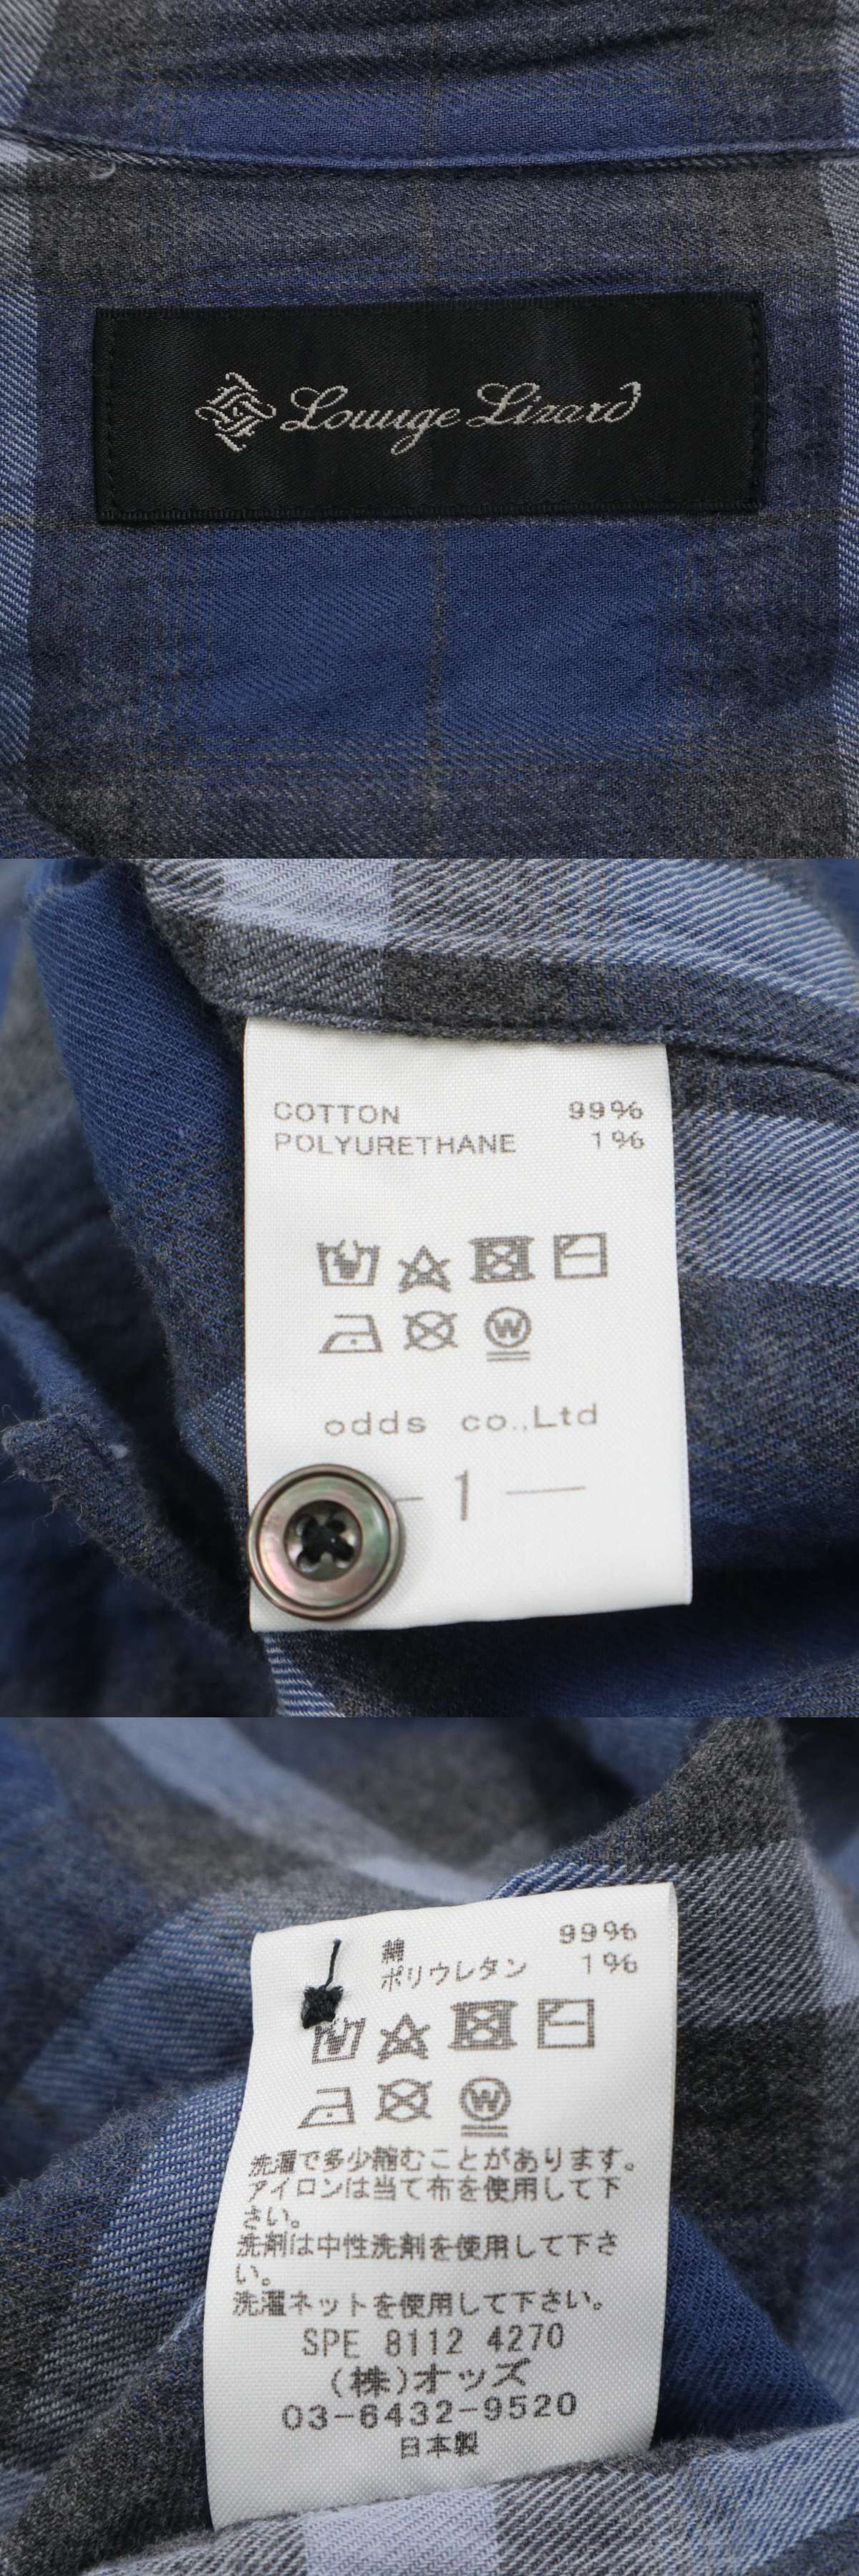 Lounge Lizard
COTTON 99%
POLYURETHANE 1%
W
odds co.,Ltd
1
綿 99%
ポリウレタン 1%
W
洗濯で多少縮むことがあります。
アイロンは当て布を使用して下
さい。
洗剤は中性洗剤を使用して下さ
い。
洗濯ネットを使用して下さい。
SPE 8112 4270
(株)オッズ
03-6432-9520
日本製